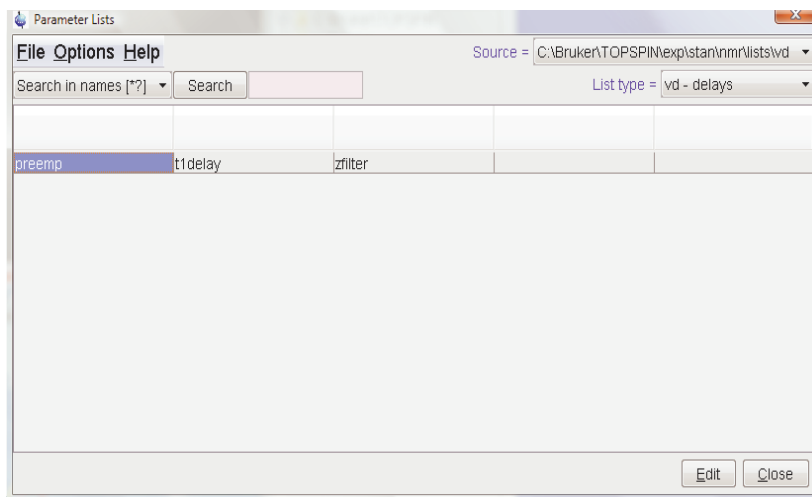 Parameter Lists
X
File Options Help
Source = C:\Bruker\TOPSPIN\exp\stan\nmr\lists\vd
Search in names [*?] Search
List type = vd - delays
preemp t1delay zfilter
Edit Close